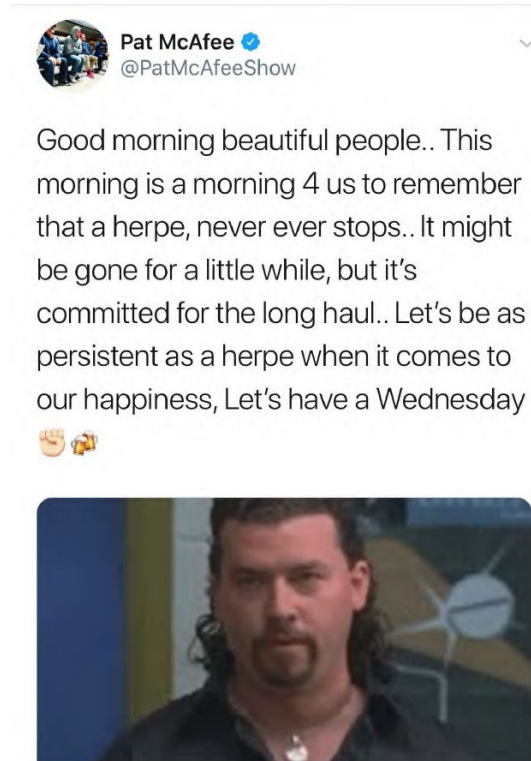 Pat McAfee
@PatMcAfeeShow
Good morning beautiful people.. This
morning is a morning 4 us to remember
that a herpe, never ever stops.. It might
be gone for a little while, but it's
committed for the long haul.. Let's be as
persistent as a herpe when it comes to
our happiness, Let's have a Wednesday
✊🏻🍻